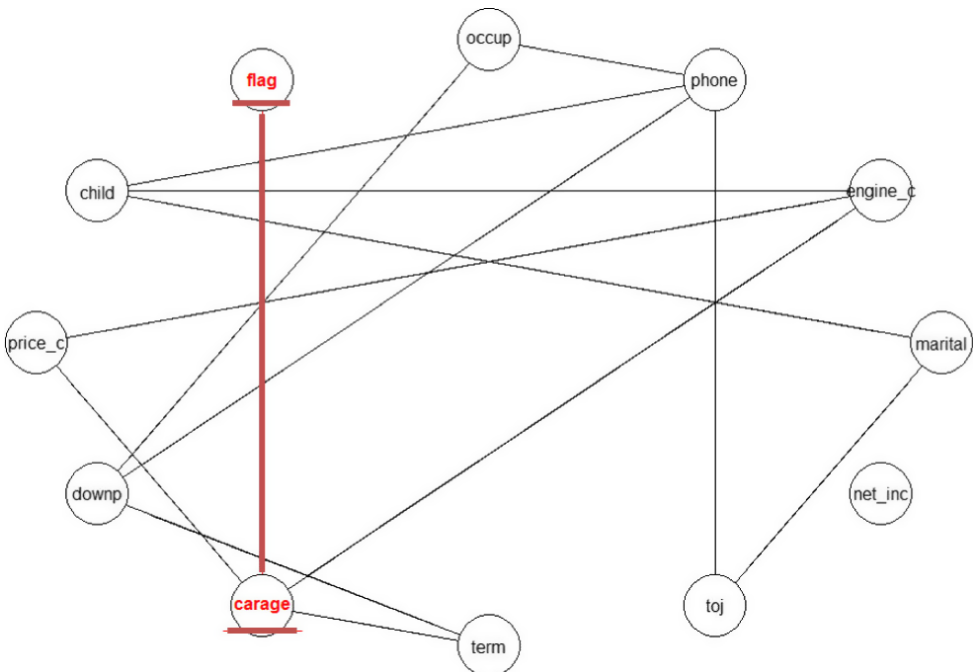 occup
flag
phone
child
engine_c
price_c
marital
downp
net_inc
carage
toj
term